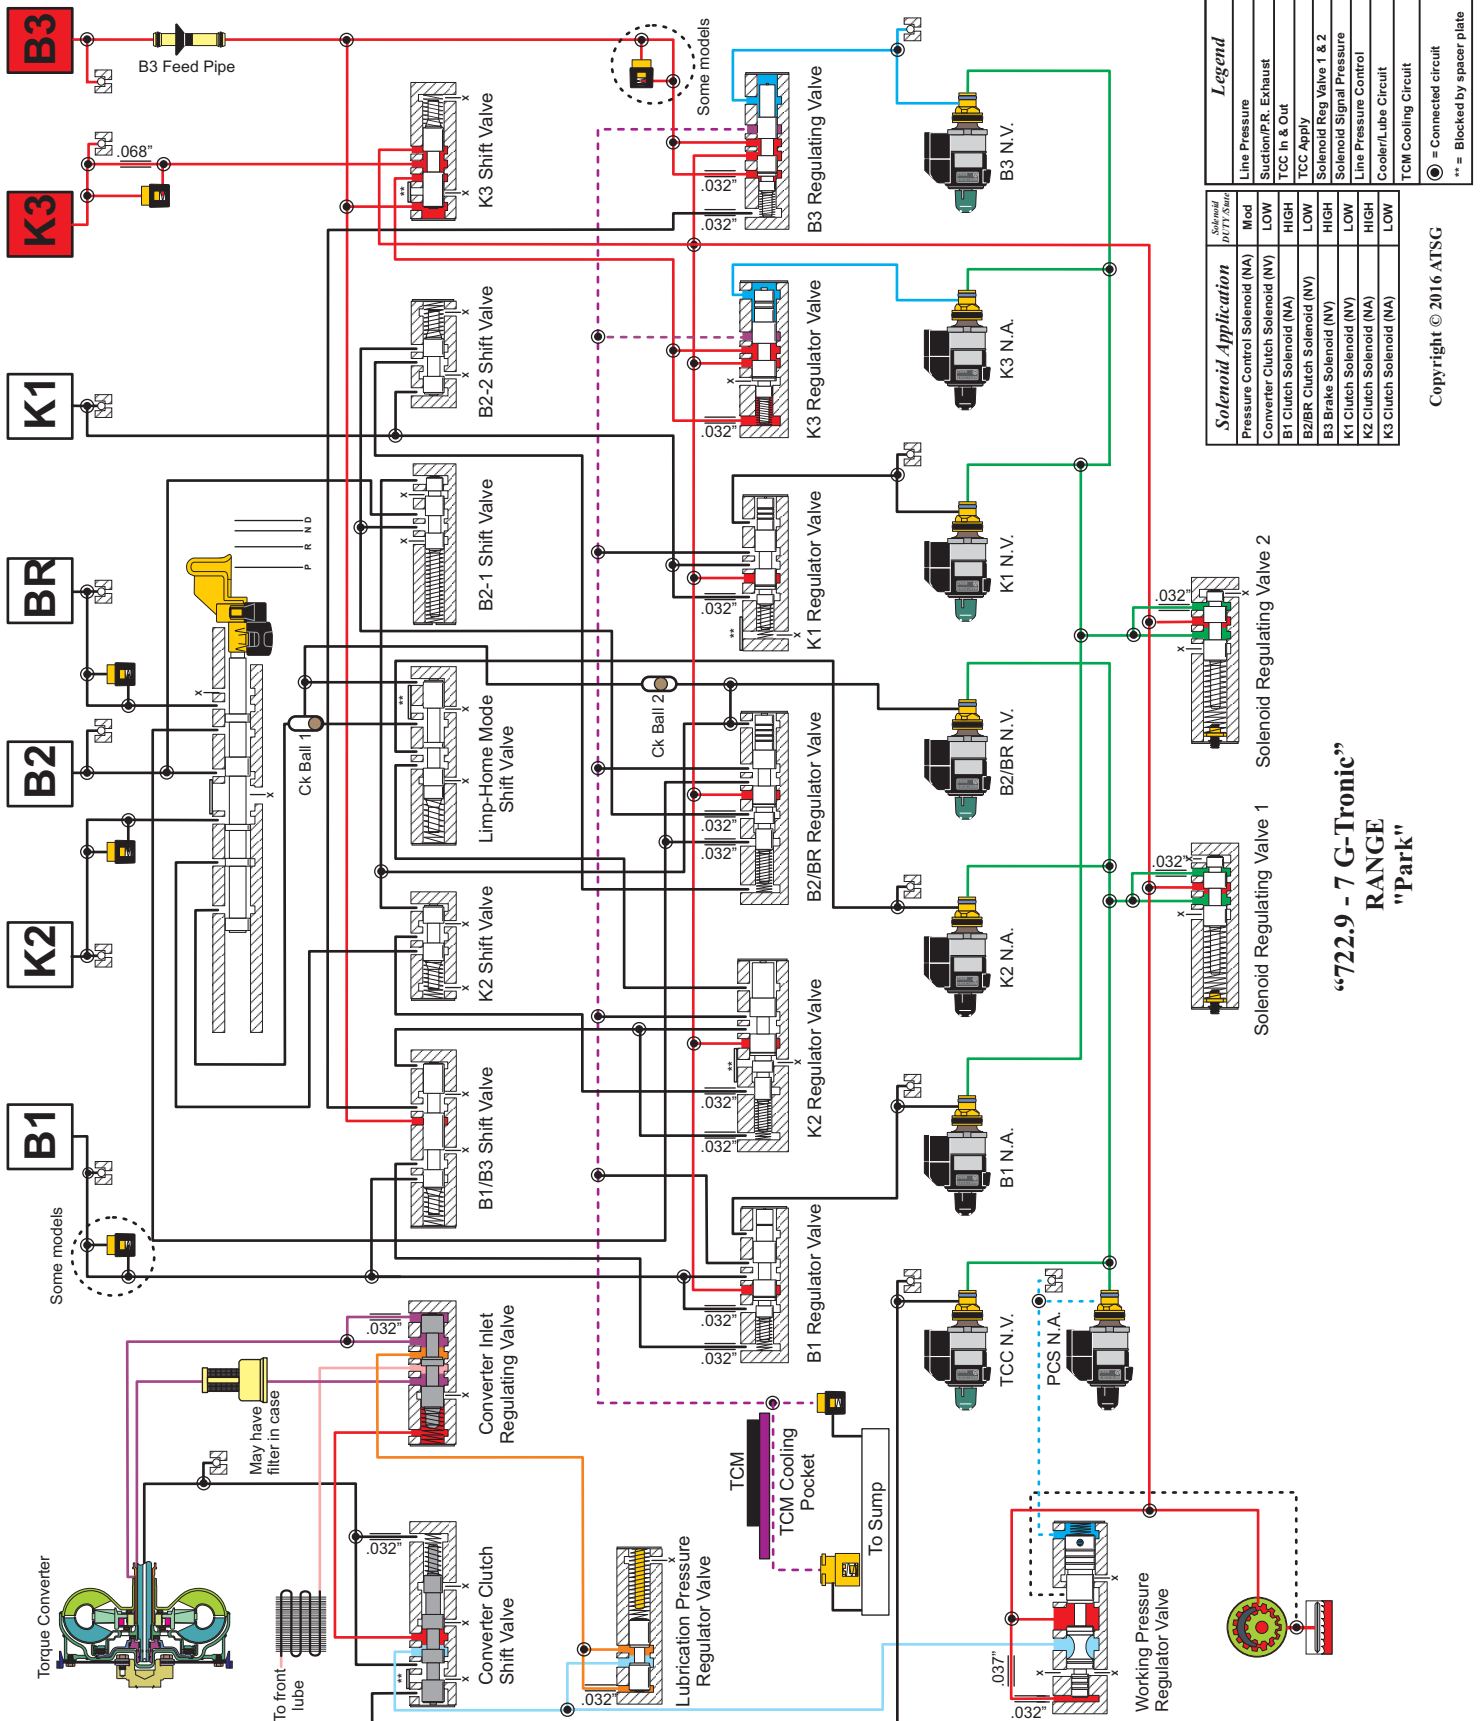 B3
K3
K1
BR
B2
K2
B1
B3 Feed Pipe
.068"
Some models
K3 Shift Valve
**
x
x
B3 Regulating Valve
.032"
.032"
B3 N.V.
B2-2 Shift Valve
x
x
K3 Regulator Valve
.032"
x
K3 N.A.
B2-1 Shift Valve
x
x
P
R
N
D
K1 Regulator Valve
.032"
**
x
K1 N.V.
Ck Ball 1
x
x
Limp-Home Mode
Shift Valve
**
x
Ck Ball 2
B2/BR Regulator Valve
.032"
.032"
B2/BR N.V.
K2 Shift Valve
x
K2 Regulator Valve
.032"
.032"
**
x
K2 N.A.
B1/B3 Shift Valve
x
B1 Regulator Valve
.032"
.032"
B1 N.A.
Some models
Converter Inlet
Regulating Valve
.032"
x
May have
filter in case
Torque Converter
To front
lube
Converter Clutch
Shift Valve
.032"
**
x
x
Lubrication Pressure
Regulator Valve
.032"
x
TCM
TCM Cooling
Pocket
To Sump
TCC N.V.
PCS N.A.
Working Pressure
Regulator Valve
.037"
.032"
x
x
x
Solenoid Regulating Valve 1
.032"
x
x
Solenoid Regulating Valve 2
.032"
x
x
Legend
Line Pressure
Suction/P.R. Exhaust
TCC In & Out
TCC Apply
Solenoid Reg Valve 1 & 2
Solenoid Signal Pressure
Line Pressure Control
Cooler/Lube Circuit
TCM Cooling Circuit
= Connected circuit
** = Blocked by spacer plate
Solenoid Application Solenoid DUTY/State
Pressure Control Solenoid (NA) Mod
Converter Clutch Solenoid (NV) LOW
B1 Clutch Solenoid (NA) HIGH
B2/BR Clutch Solenoid (NV) LOW
B3 Brake Solenoid (NV) HIGH
K1 Clutch Solenoid (NV) LOW
K2 Clutch Solenoid (NA) HIGH
K3 Clutch Solenoid (NA) LOW
Copyright © 2016 ATSG
“722.9 - 7 G-Tronic”
RANGE
"Park"